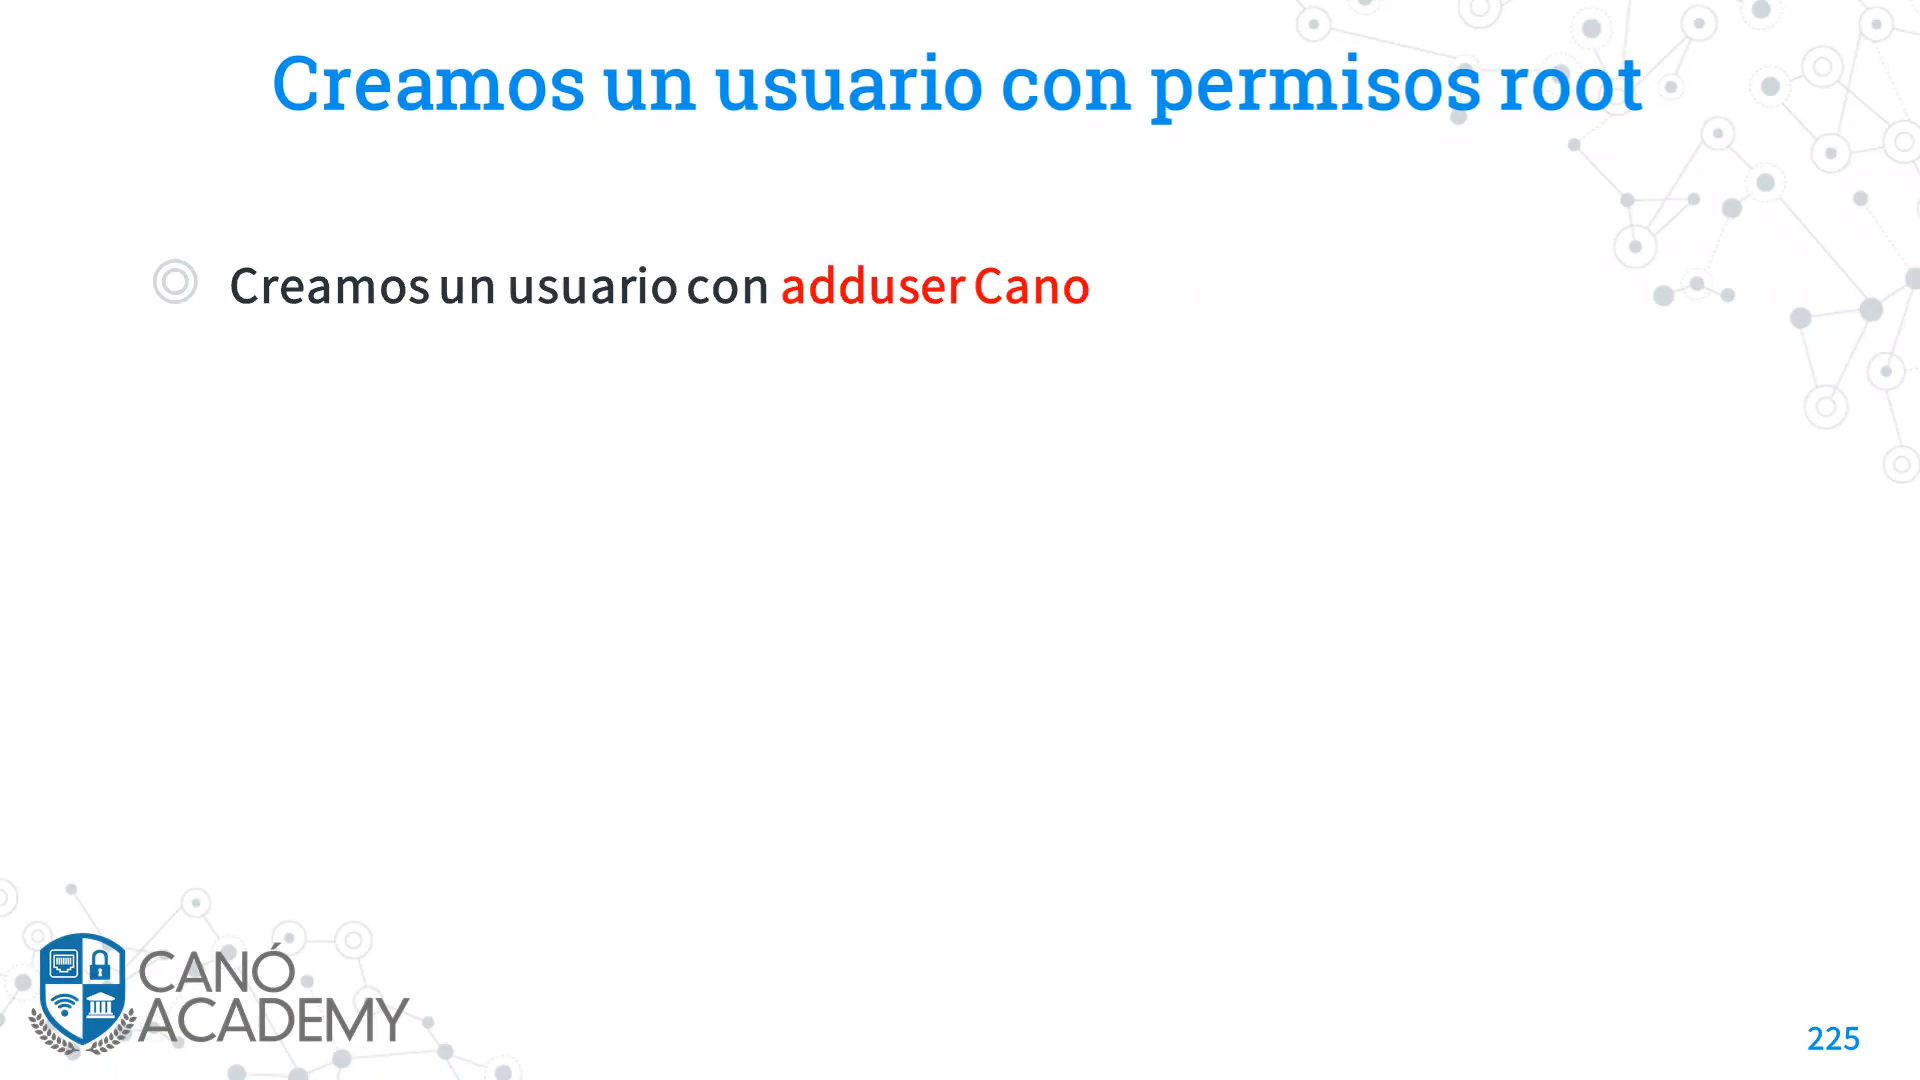 Creamos un usuario con permisos root
Creamos un usuario con adduser Cano
CANÓ
ACADEMY
225